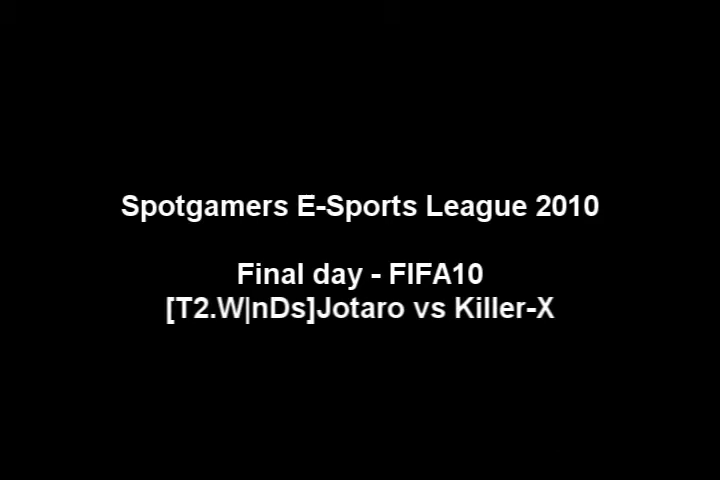 Spotgamers E-Sports League 2010
Final day - FIFA10
[T2.W|nDs]Jotaro vs Killer-X